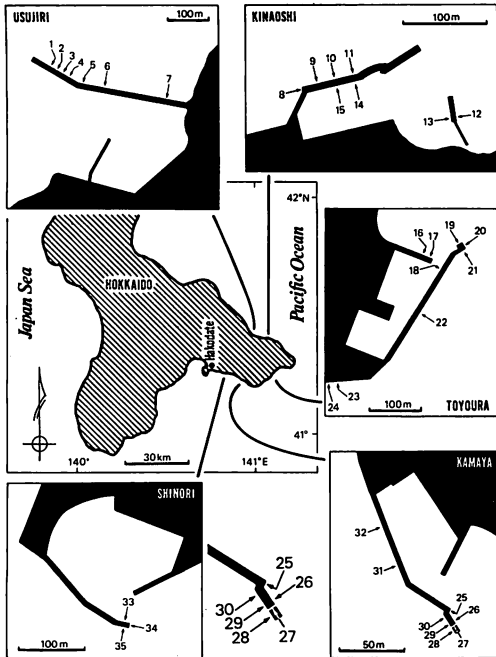 USUJIRI
100m
1 2 3 4 5 6 7
KINAOSHI
100m
8 9 10 11
15 14
13 12
42°N
Japan Sea
HOKKAIDO
Hakodate
Pacific Ocean
41°
30km
140° 141°E
16 17 19 20
18 21
22
23
24
100m
TOYOURA
SHINORI
33
34
35
100m
25
26
30
29
28 27
KAMAYA
32
31
25
26
30
29
28 27
50m